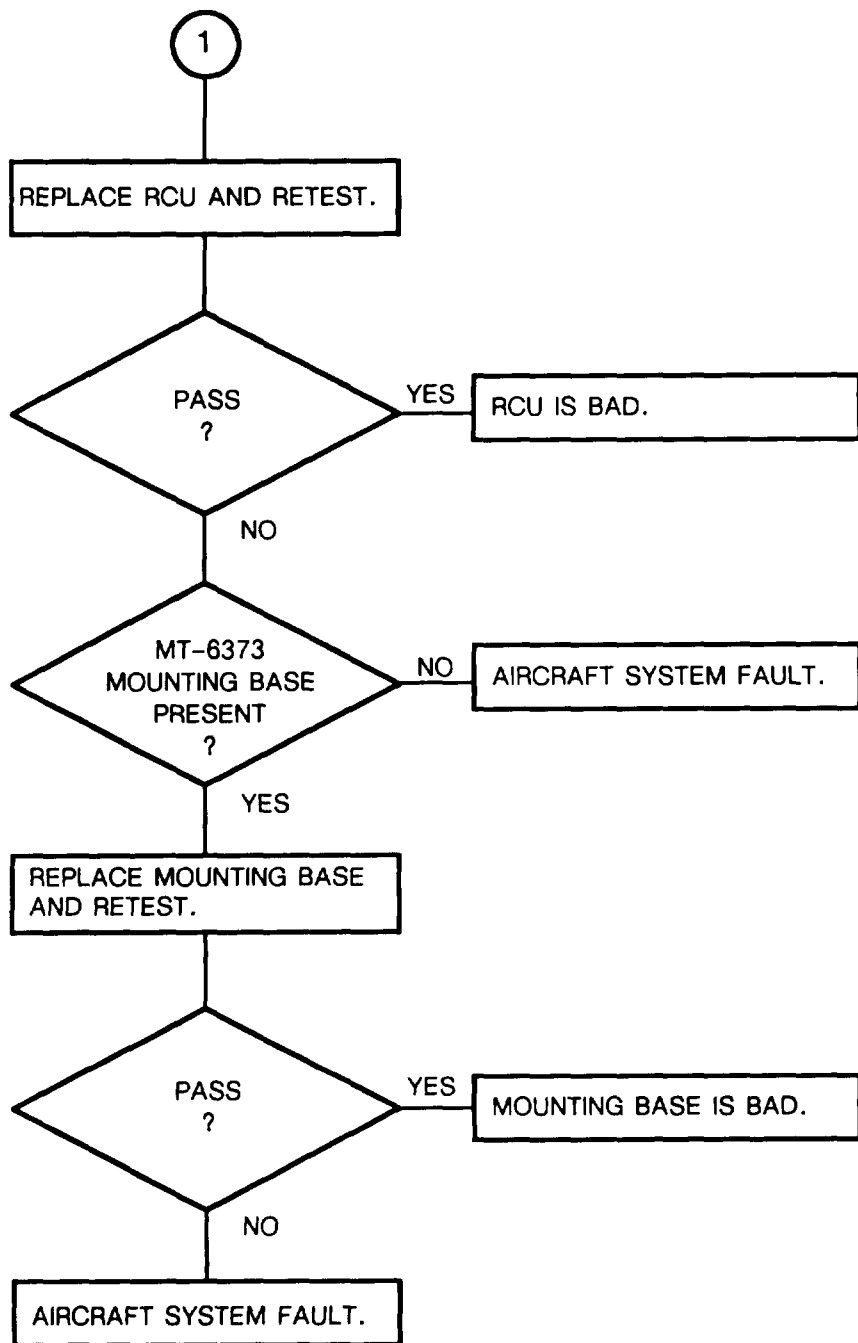 1
REPLACE RCU AND RETEST.
PASS
?
YES
RCU IS BAD.
NO
MT-6373
MOUNTING BASE
PRESENT
?
NO
AIRCRAFT SYSTEM FAULT.
YES
REPLACE MOUNTING BASE
AND RETEST.
PASS
?
YES
MOUNTING BASE IS BAD.
NO
AIRCRAFT SYSTEM FAULT.